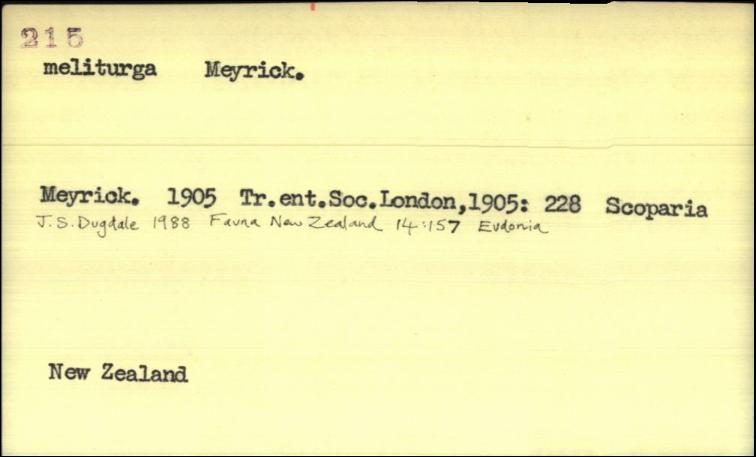 215
meliturga Meyrick.
Meyrick. 1905 Tr.ent.Soc.London,1905: 228 Scoparia
J.S.Dugdale 1988 Fauna New Zealand 14:157 Eudonia
New Zealand